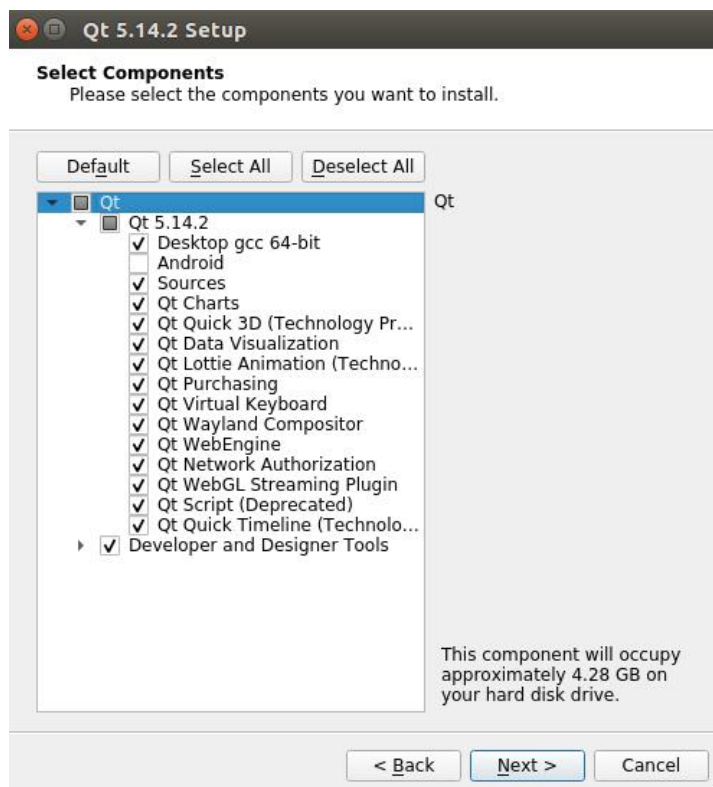 Qt 5.14.2 Setup
Select Components
Please select the components you want to install.
Default Select All Deselect All
Qt
Qt
Qt 5.14.2
Desktop gcc 64-bit
Android
Sources
Qt Charts
Qt Quick 3D (Technology Pr...
Qt Data Visualization
Qt Lottie Animation (Techno...
Qt Purchasing
Qt Virtual Keyboard
Qt Wayland Compositor
Qt WebEngine
Qt Network Authorization
Qt WebGL Streaming Plugin
Qt Script (Deprecated)
Qt Quick Timeline (Technolo...
Developer and Designer Tools
This component will occupy
approximately 4.28 GB on
your hard disk drive.
< Back Next > Cancel